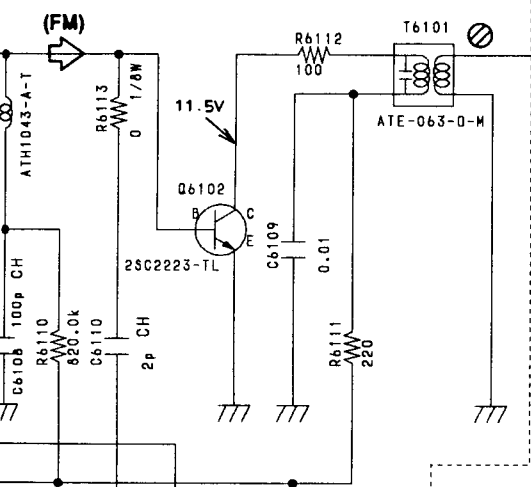 (FM)
R6112
100
T6101
ATE-063-0-M
ATH1043-A-T
R6113
0 1/8W
11.5V
Q6102
B
C
E
2SC2223-TL
C6109
0.01
100p CH
C6108
R6110
820.0k
C6110
2p CH
R6111
220